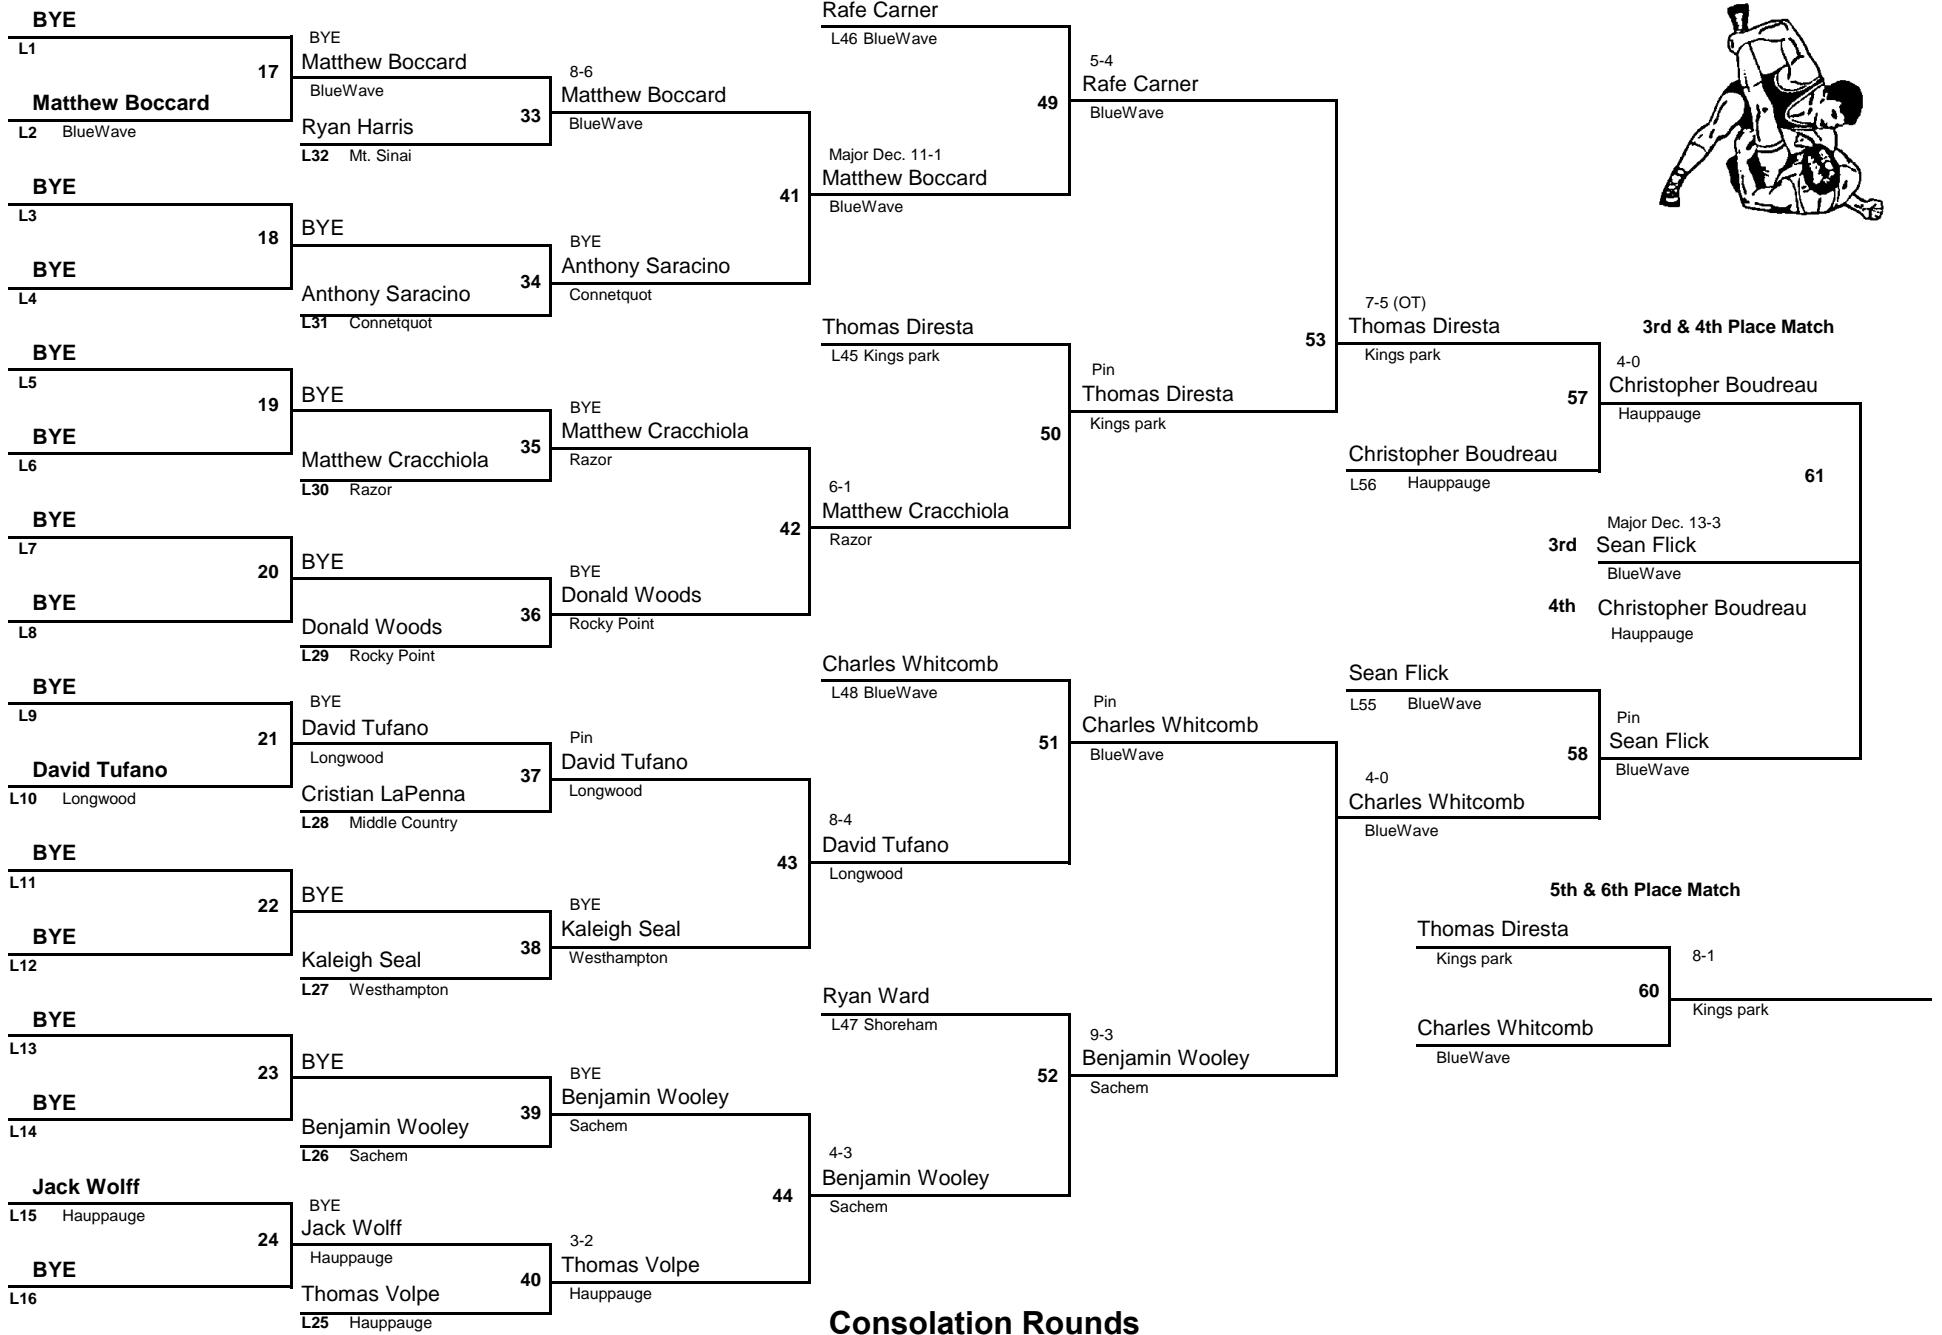 BYE
L1
17
Matthew Boccard
L2 BlueWave
BYE
L3
18
BYE
L4
BYE
L5
19
BYE
L6
BYE
L7
20
BYE
L8
BYE
L9
21
David Tufano
L10 Longwood
BYE
L11
22
BYE
L12
BYE
L13
23
BYE
L14
Jack Wolff
L15 Hauppauge
24
BYE
L16
BYE
Matthew Boccard
BlueWave
33
Ryan Harris
L32 Mt. Sinai
BYE
34
Anthony Saracino
L31 Connetquot
BYE
35
Matthew Cracchiola
L30 Razor
BYE
36
Donald Woods
L29 Rocky Point
BYE
David Tufano
Longwood
37
Cristian LaPenna
L28 Middle Country
BYE
38
Kaleigh Seal
L27 Westhampton
BYE
39
Benjamin Wooley
L26 Sachem
BYE
Jack Wolff
Hauppauge
40
Thomas Volpe
L25 Hauppauge
8-6
Matthew Boccard
BlueWave
41
BYE
Anthony Saracino
Connetquot
BYE
Matthew Cracchiola
Razor
42
BYE
Donald Woods
Rocky Point
Pin
David Tufano
Longwood
43
BYE
Kaleigh Seal
Westhampton
BYE
Benjamin Wooley
Sachem
44
3-2
Thomas Volpe
Hauppauge
Rafe Carner
L46 BlueWave
49
Major Dec. 11-1
Matthew Boccard
BlueWave
Thomas Diresta
L45 Kings park
50
6-1
Matthew Cracchiola
Razor
Charles Whitcomb
L48 BlueWave
51
8-4
David Tufano
Longwood
Ryan Ward
L47 Shoreham
52
4-3
Benjamin Wooley
Sachem
5-4
Rafe Carner
BlueWave
53
Pin
Thomas Diresta
Kings park
Pin
Charles Whitcomb
BlueWave
9-3
Benjamin Wooley
Sachem
7-5 (OT)
Thomas Diresta
Kings park
57
Christopher Boudreau
L56 Hauppauge
Sean Flick
L55 BlueWave
58
4-0
Charles Whitcomb
BlueWave
3rd & 4th Place Match
4-0
Christopher Boudreau
Hauppauge
61
Major Dec. 13-3
3rd Sean Flick
BlueWave
4th Christopher Boudreau
Hauppauge
Pin
Sean Flick
BlueWave
5th & 6th Place Match
Thomas Diresta
Kings park
60
Charles Whitcomb
BlueWave
8-1
Kings park
Consolation Rounds